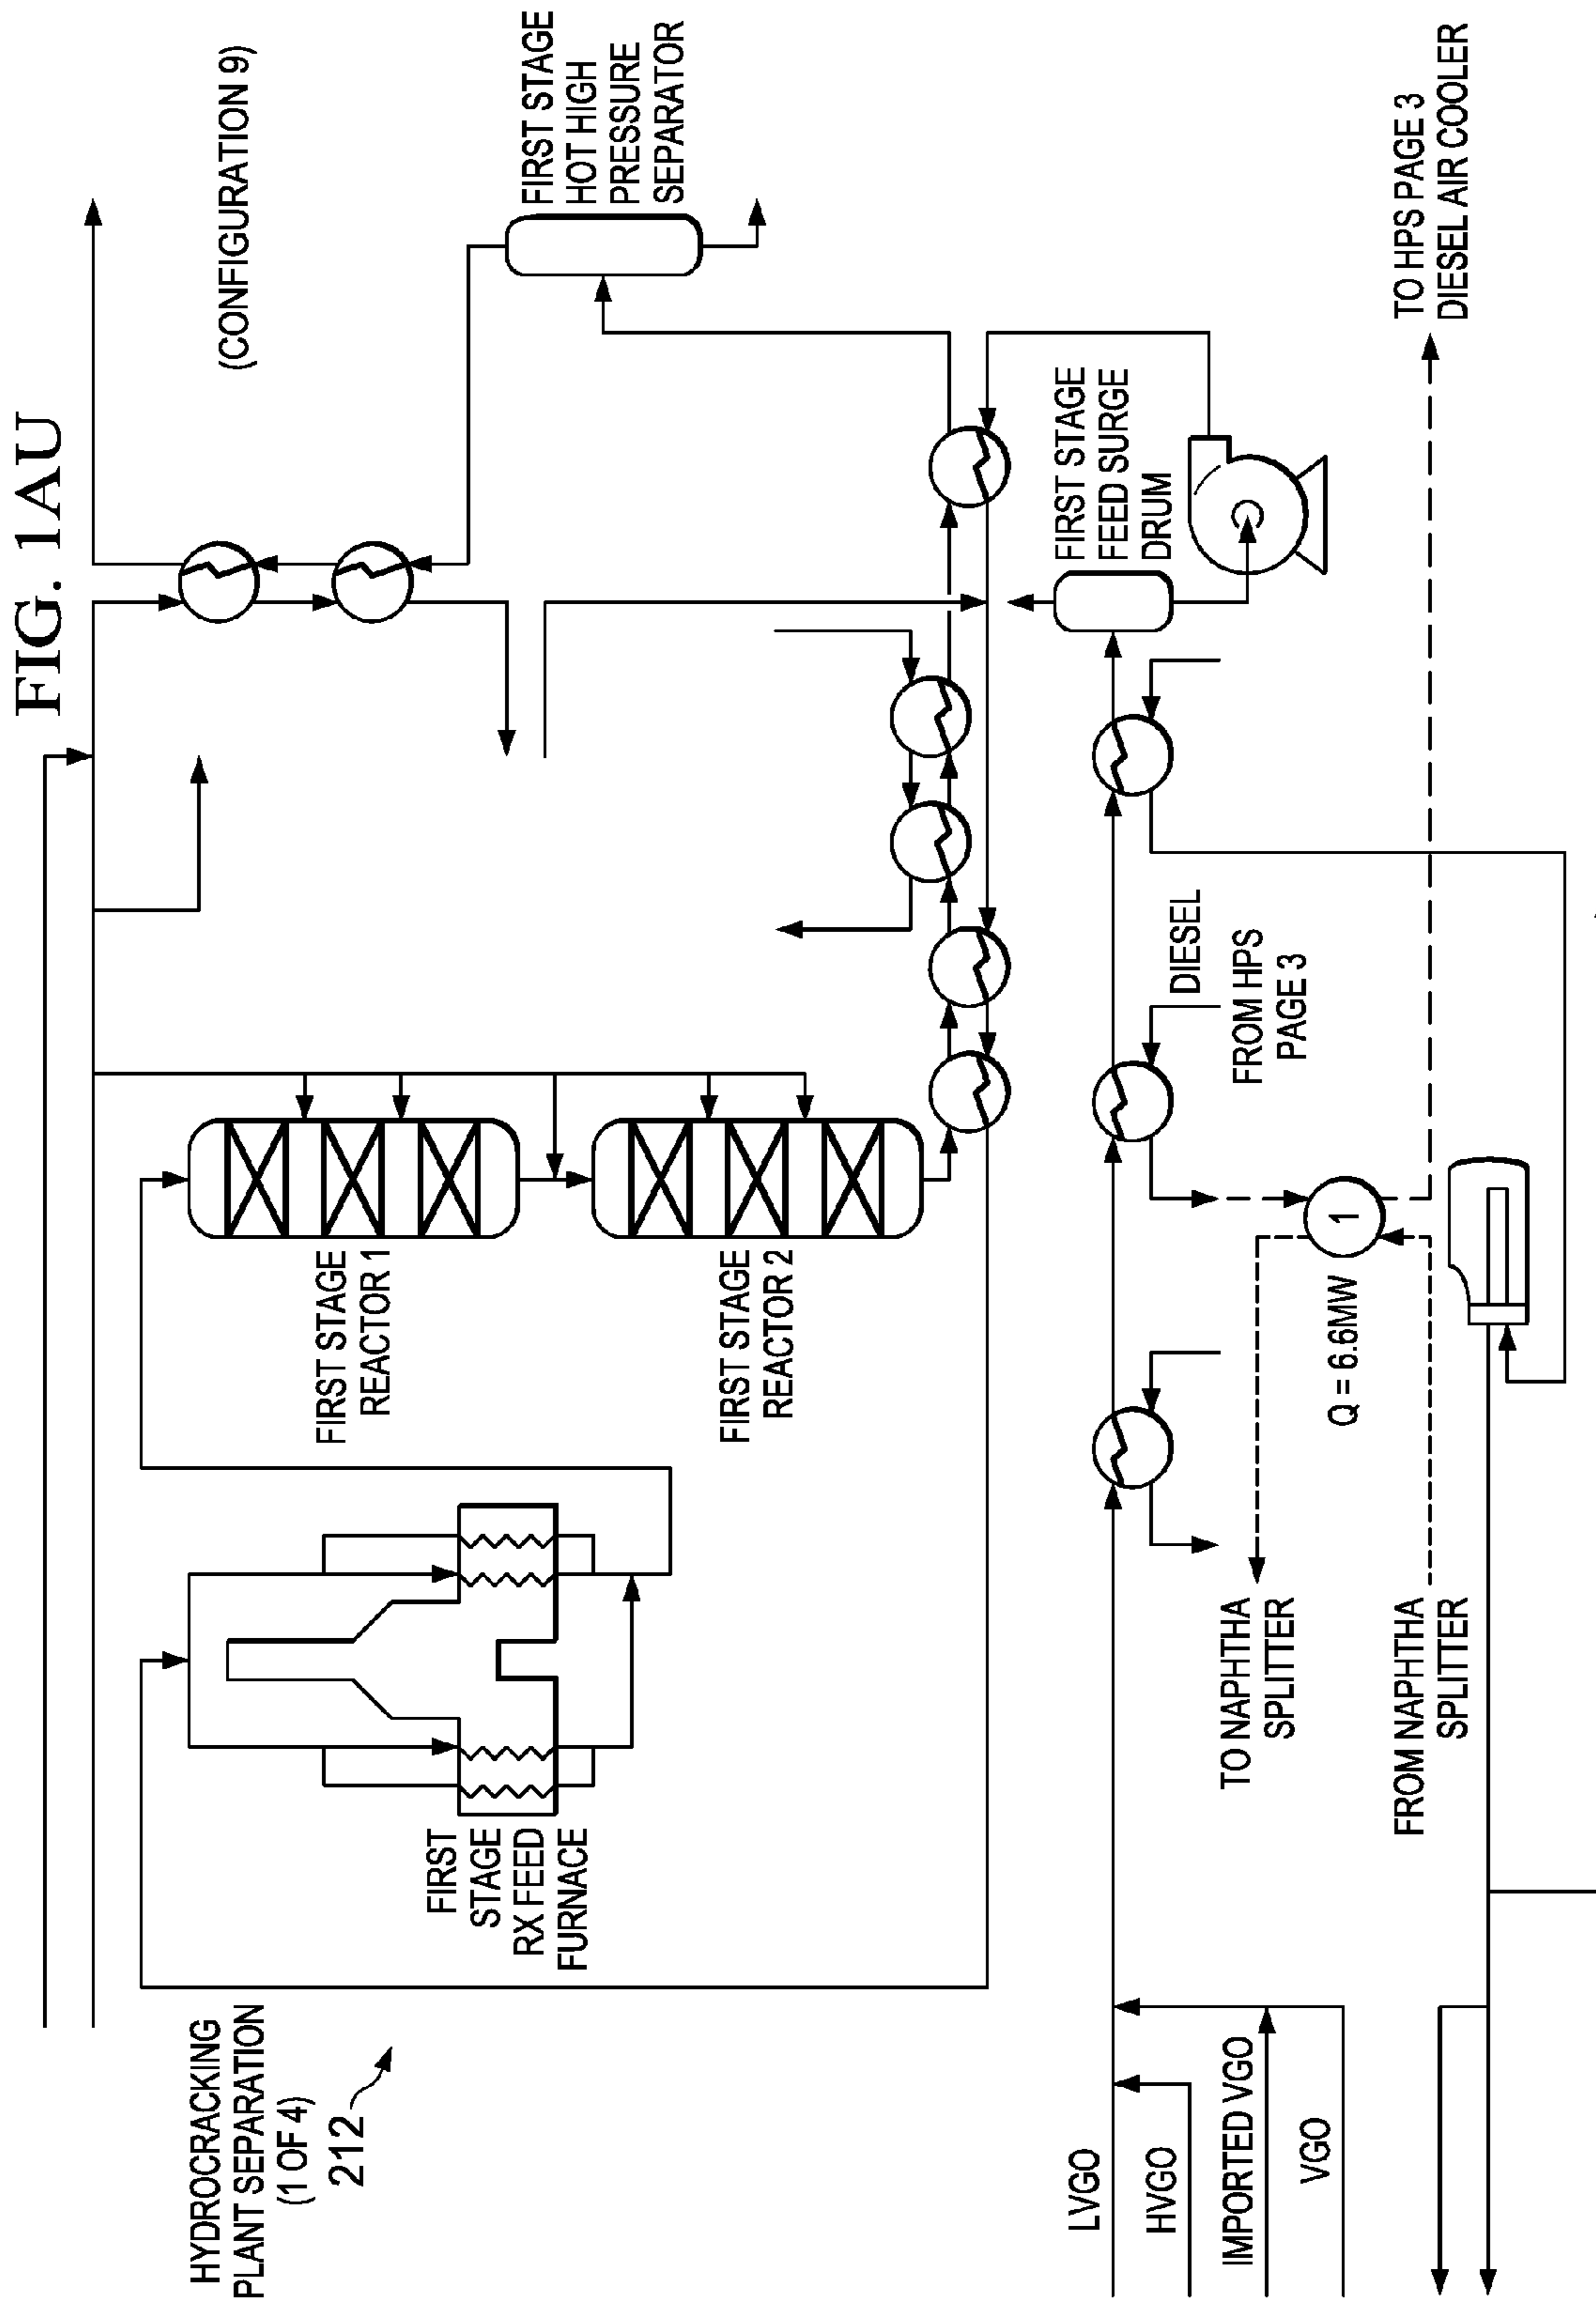 FIG. 1AU
HYDROCRACKING
PLANT SEPARATION
(1 OF 4)
212
(CONFIGURATION 9)
FIRST
STAGE
RX FEED
FURNACE
FIRST STAGE
REACTOR 1
FIRST STAGE
REACTOR 2
FIRST STAGE
HOT HIGH
PRESSURE
SEPARATOR
LVGO
HVGO
IMPORTED VGO
VGO
FIRST STAGE
FEED SURGE
DRUM
DIESEL
FROM HPS
PAGE 3
TO NAPHTHA
SPLITTER
Q = 6.6MW
1
FROM NAPHTHA
SPLITTER
TO HPS PAGE 3
DIESEL AIR COOLER